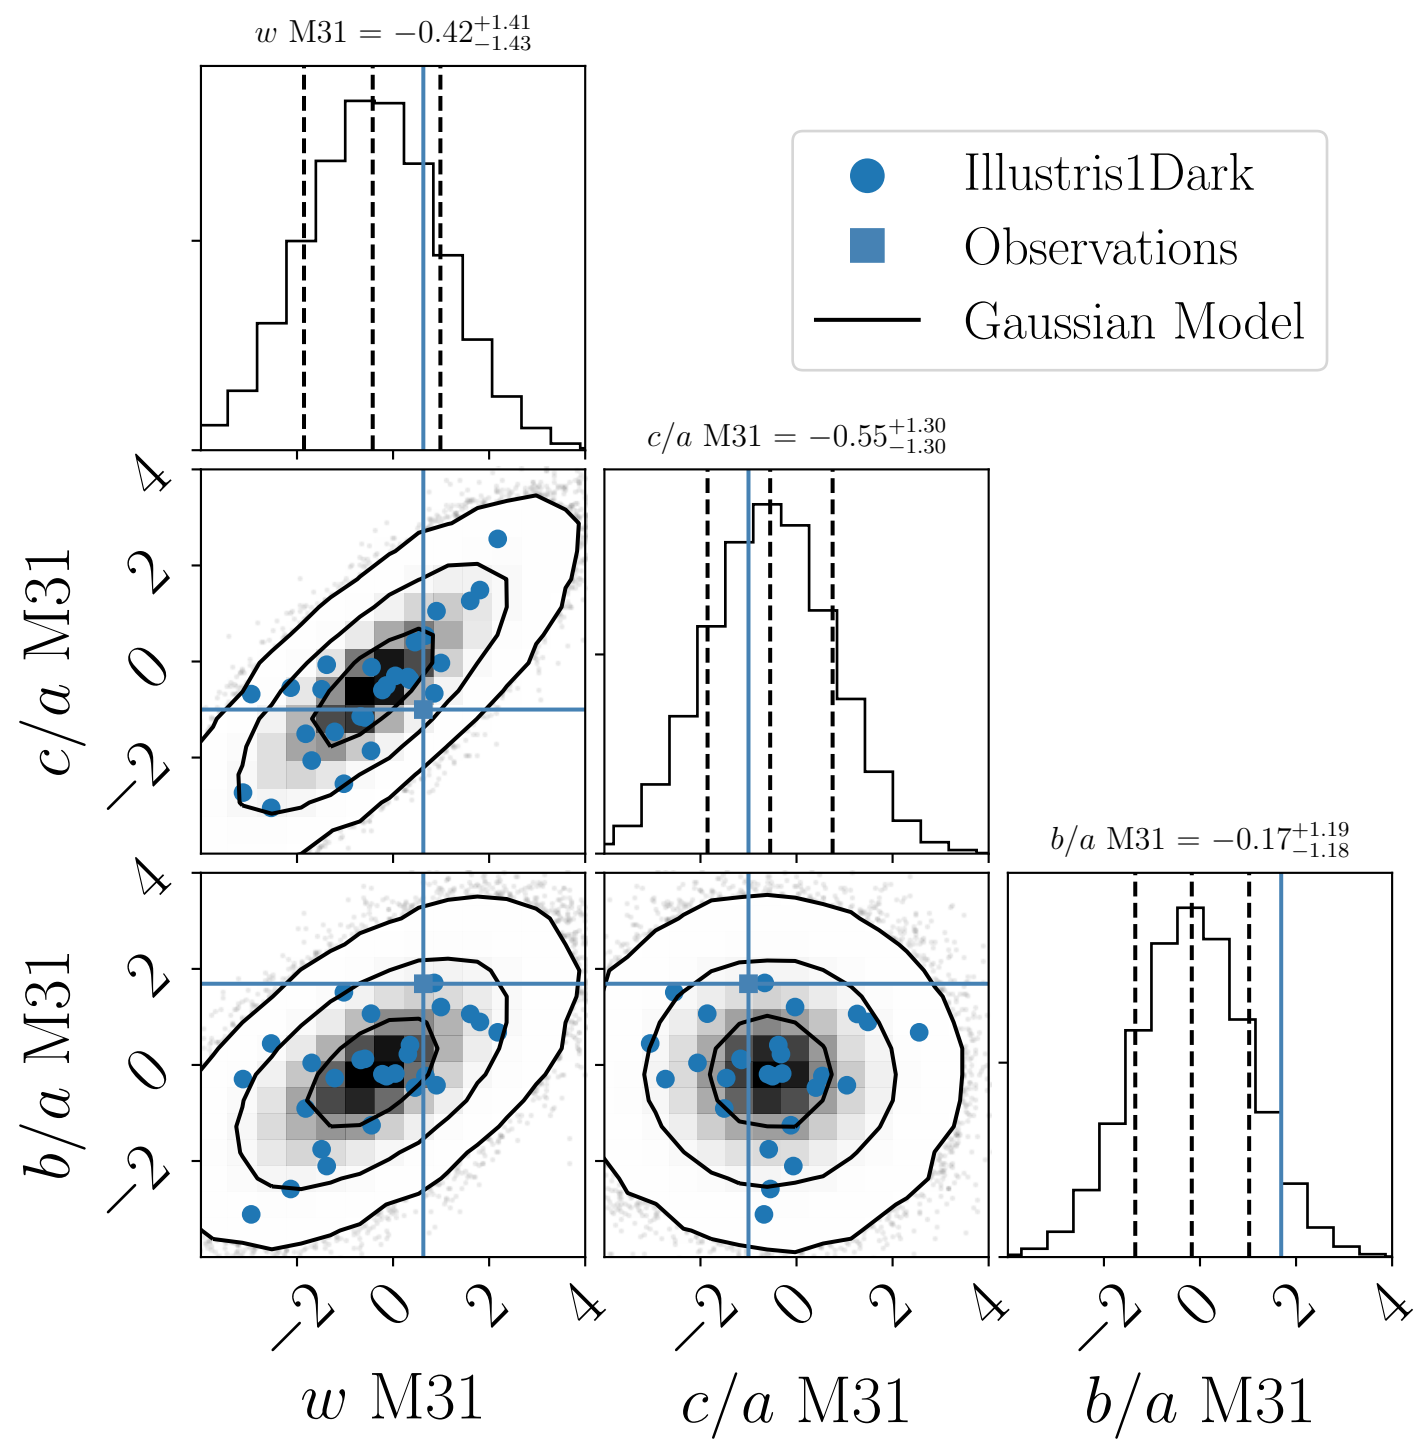 w M31 = −0.42+1.41−1.43
Illustris1Dark
Observations
Gaussian Model
c/a M31 = −0.55+1.30−1.30
4
2
0
−2
c/a M31
b/a M31 = −0.17+1.19−1.18
4
2
0
−2
b/a M31
−2 0 2 4
−2 0 2 4
−2 0 2 4
w M31
c/a M31
b/a M31